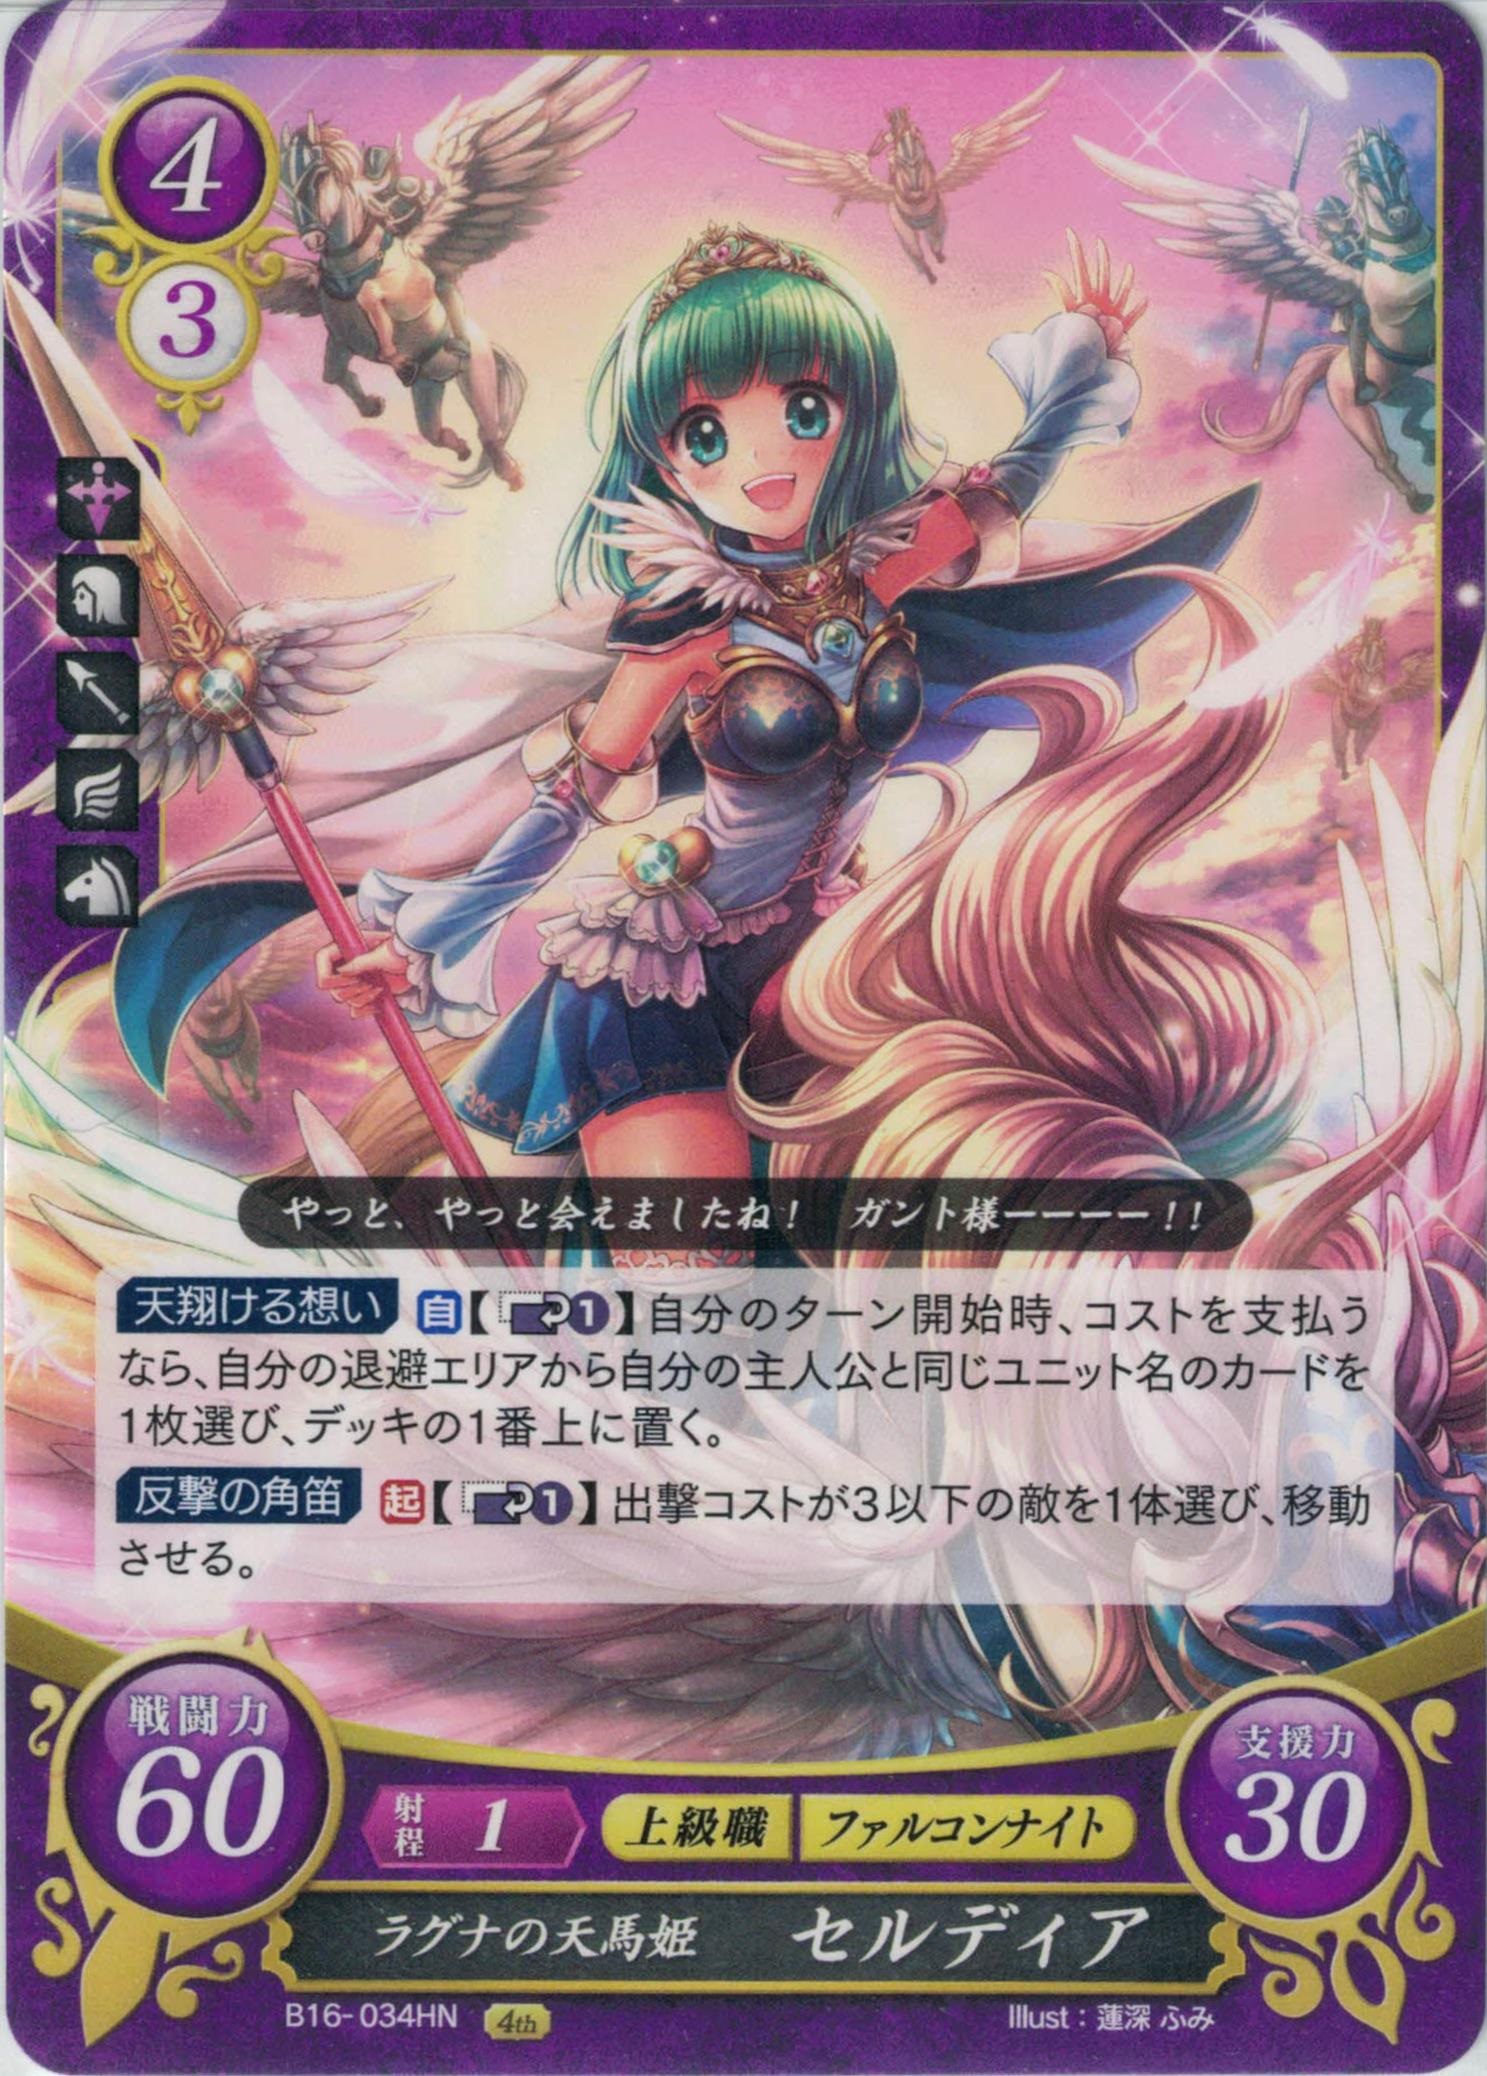 4
3
やっと、やっと会えましたね！　ガント様ーーーー！！
天翔ける想い 自【1】自分のターン開始時、コストを支払う
なら、自分の退避エリアから自分の主人公と同じユニット名のカードを
1枚選び、デッキの1番上に置く。
反撃の角笛 起【1】出撃コストが3以下の敵を1体選び、移動
させる。
戦闘力
60
射程 1
上級職 ファルコンナイト
支援力
30
ラグナの天馬姫　セルディア
B16-034HN 4th
Illust：蓮深 ふみ